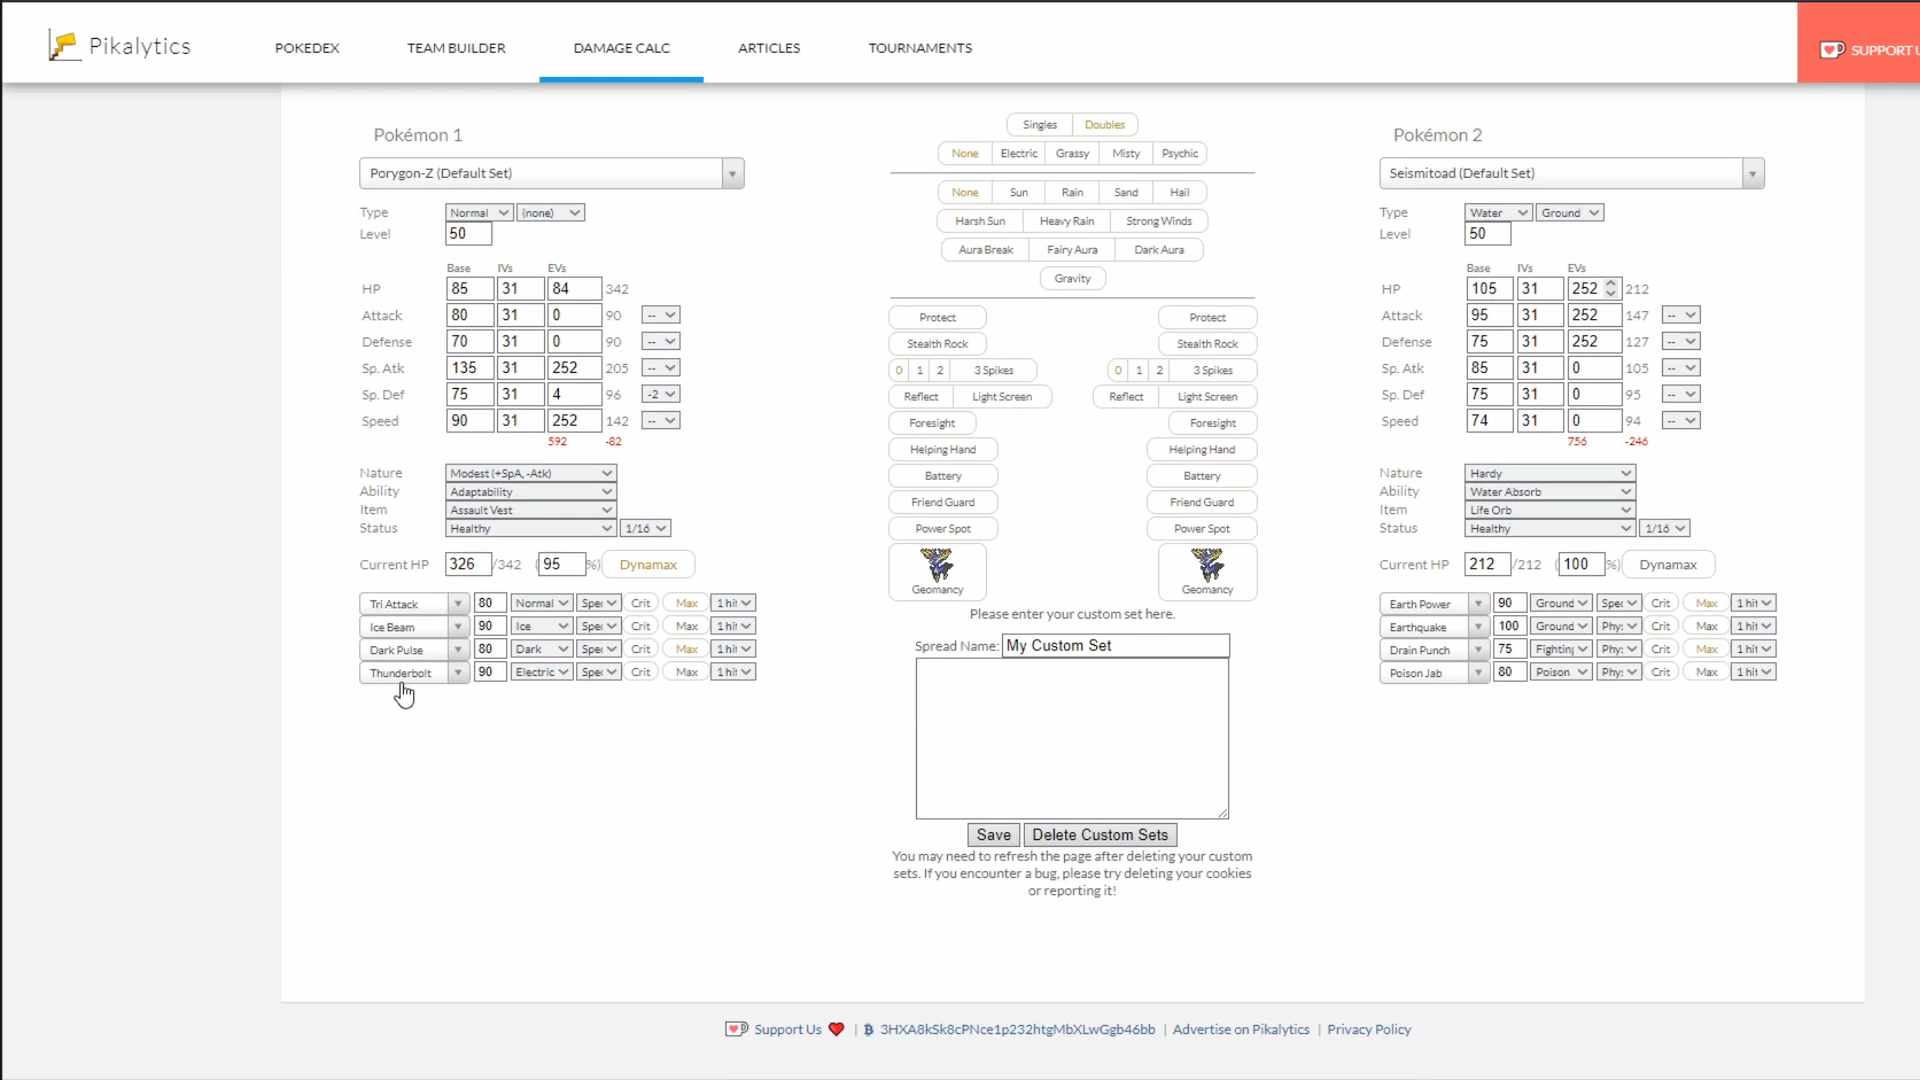 Pikalytics
POKEDEX
TEAM BUILDER
DAMAGE CALC
ARTICLES
TOURNAMENTS
SUPPORT U
Pokémon 1
Porygon-Z (Default Set)
Type Normal (none)
Level 50
Base IVs EVs
HP 85 31 84 342
Attack 80 31 0 90 --
Defense 70 31 0 90 --
Sp. Atk 135 31 252 205 --
Sp. Def 75 31 4 96 -2
Speed 90 31 252 142 --
592 -82
Nature Modest (+SpA, -Atk)
Ability Adaptability
Item Assault Vest
Status Healthy 1/16
Current HP 326 /342 ( 95 %) Dynamax
Tri Attack 80 Normal Spec Crit Max 1 hit
Ice Beam 90 Ice Spec Crit Max 1 hit
Dark Pulse 80 Dark Spec Crit Max 1 hit
Thunderbolt 90 Electric Spec Crit Max 1 hit
Singles Doubles
None Electric Grassy Misty Psychic
None Sun Rain Sand Hail
Harsh Sun Heavy Rain Strong Winds
Aura Break Fairy Aura Dark Aura
Gravity
Protect Protect
Stealth Rock Stealth Rock
0 1 2 3 Spikes 0 1 2 3 Spikes
Reflect Light Screen Reflect Light Screen
Foresight Foresight
Helping Hand Helping Hand
Battery Battery
Friend Guard Friend Guard
Power Spot Power Spot
Geomancy Geomancy
Please enter your custom set here.
Spread Name: My Custom Set
Save Delete Custom Sets
You may need to refresh the page after deleting your custom
sets. If you encounter a bug, please try deleting your cookies
or reporting it!
Pokémon 2
Seismitoad (Default Set)
Type Water Ground
Level 50
Base IVs EVs
HP 105 31 252 212
Attack 95 31 252 147 --
Defense 75 31 252 127 --
Sp. Atk 85 31 0 105 --
Sp. Def 75 31 0 95 --
Speed 74 31 0 94 --
756 -246
Nature Hardy
Ability Water Absorb
Item Life Orb
Status Healthy 1/16
Current HP 212 /212 ( 100 %) Dynamax
Earth Power 90 Ground Spec Crit Max 1 hit
Earthquake 100 Ground Phy: Crit Max 1 hit
Drain Punch 75 Fighting Phy: Crit Max 1 hit
Poison Jab 80 Poison Phy: Crit Max 1 hit
Support Us | 3HXA8kSk8cPNce1p232htgMbXLwGgb46bb | Advertise on Pikalytics | Privacy Policy